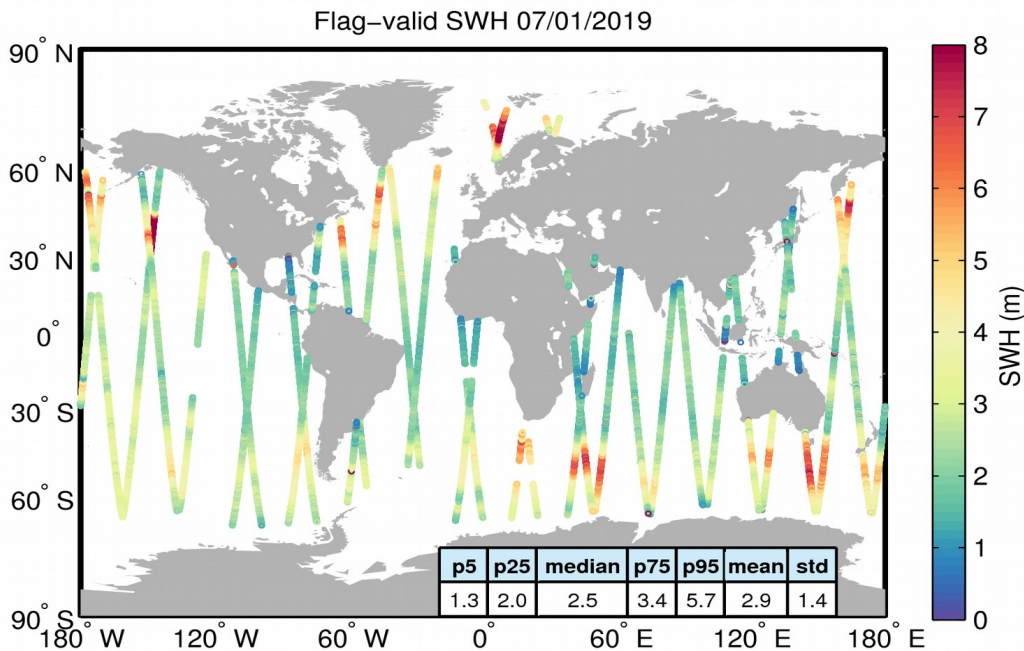 Flag−valid SWH 07/01/2019
90° N
60° N
30° N
0°
30° S
60° S
90° S
180° W
120° W
60° W
0°
60° E
120° E
180° E
p5 p25 median p75 p95 mean std
1.3 2.0 2.5 3.4 5.7 2.9 1.4
8
7
6
5
4
3
2
1
0
SWH (m)